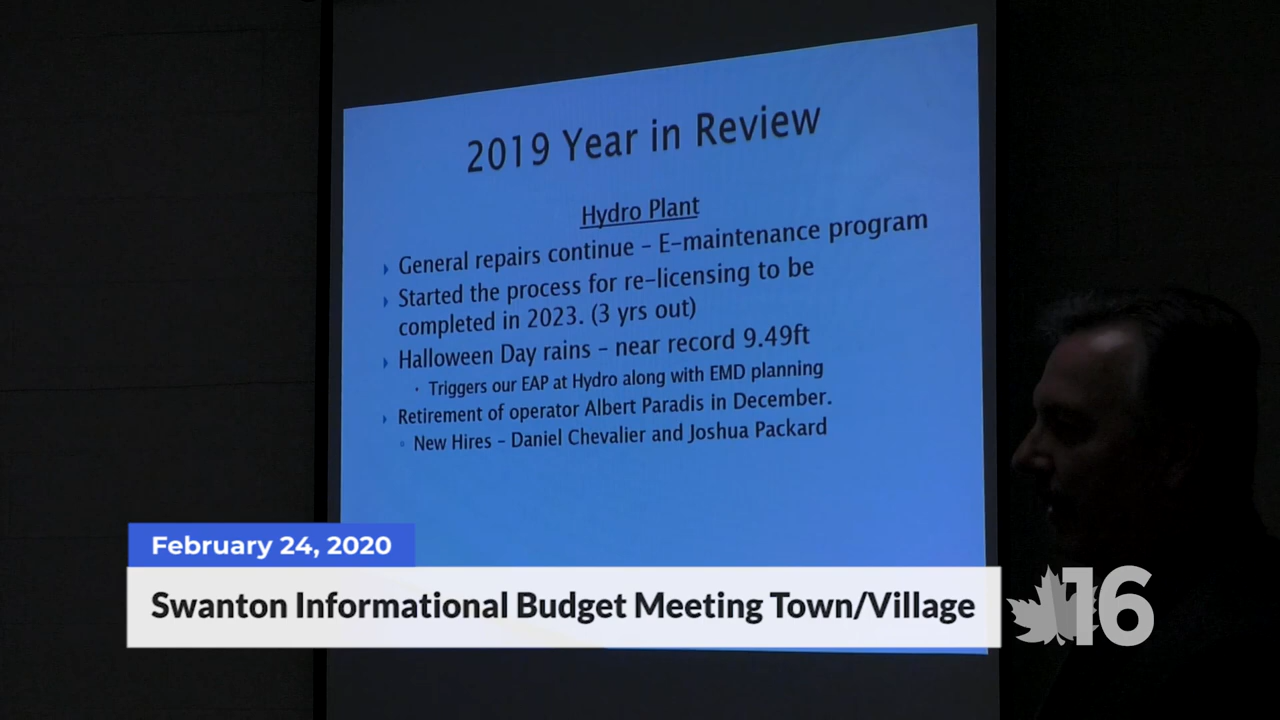 2019 Year in Review
Hydro Plant
General repairs continue – E-maintenance program
Started the process for re-licensing to be
completed in 2023. (3 yrs out)
Halloween Day rains – near record 9.49ft
Triggers our EAP at Hydro along with EMD planning
Retirement of operator Albert Paradis in December.
New Hires – Daniel Chevalier and Joshua Packard
February 24, 2020
Swanton Informational Budget Meeting Town/Village
16